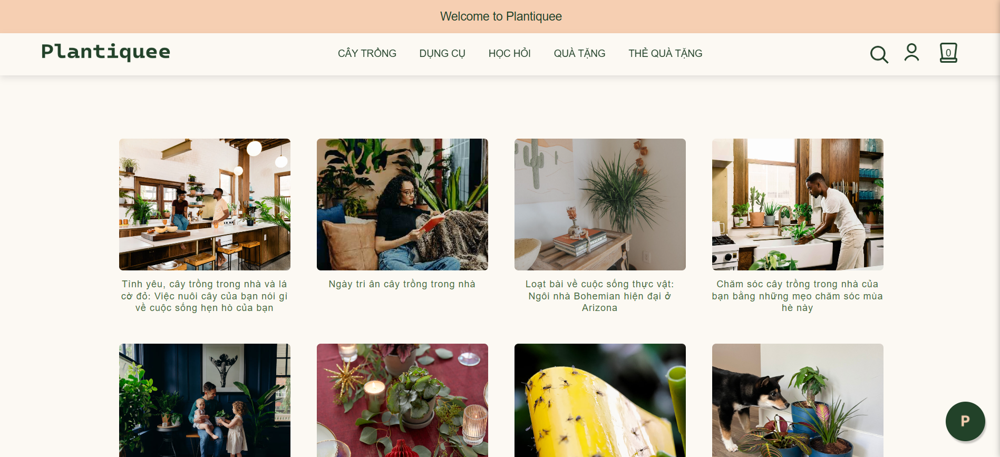 Welcome to Plantiquee
Plantiquee
CÂY TRỒNG
DỤNG CỤ
HỌC HỎI
QUÀ TẶNG
THẺ QUÀ TẶNG
0
Tình yêu, cây trồng trong nhà và lá
cờ đỏ: Việc nuôi cây của bạn nói gì
về cuộc sống hẹn hò của bạn
Ngày tri ân cây trồng trong nhà
Loạt bài về cuộc sống thực vật:
Ngôi nhà Bohemian hiện đại ở
Arizona
Chăm sóc cây trồng trong nhà của
bạn bằng những mẹo chăm sóc mùa
hè này
P